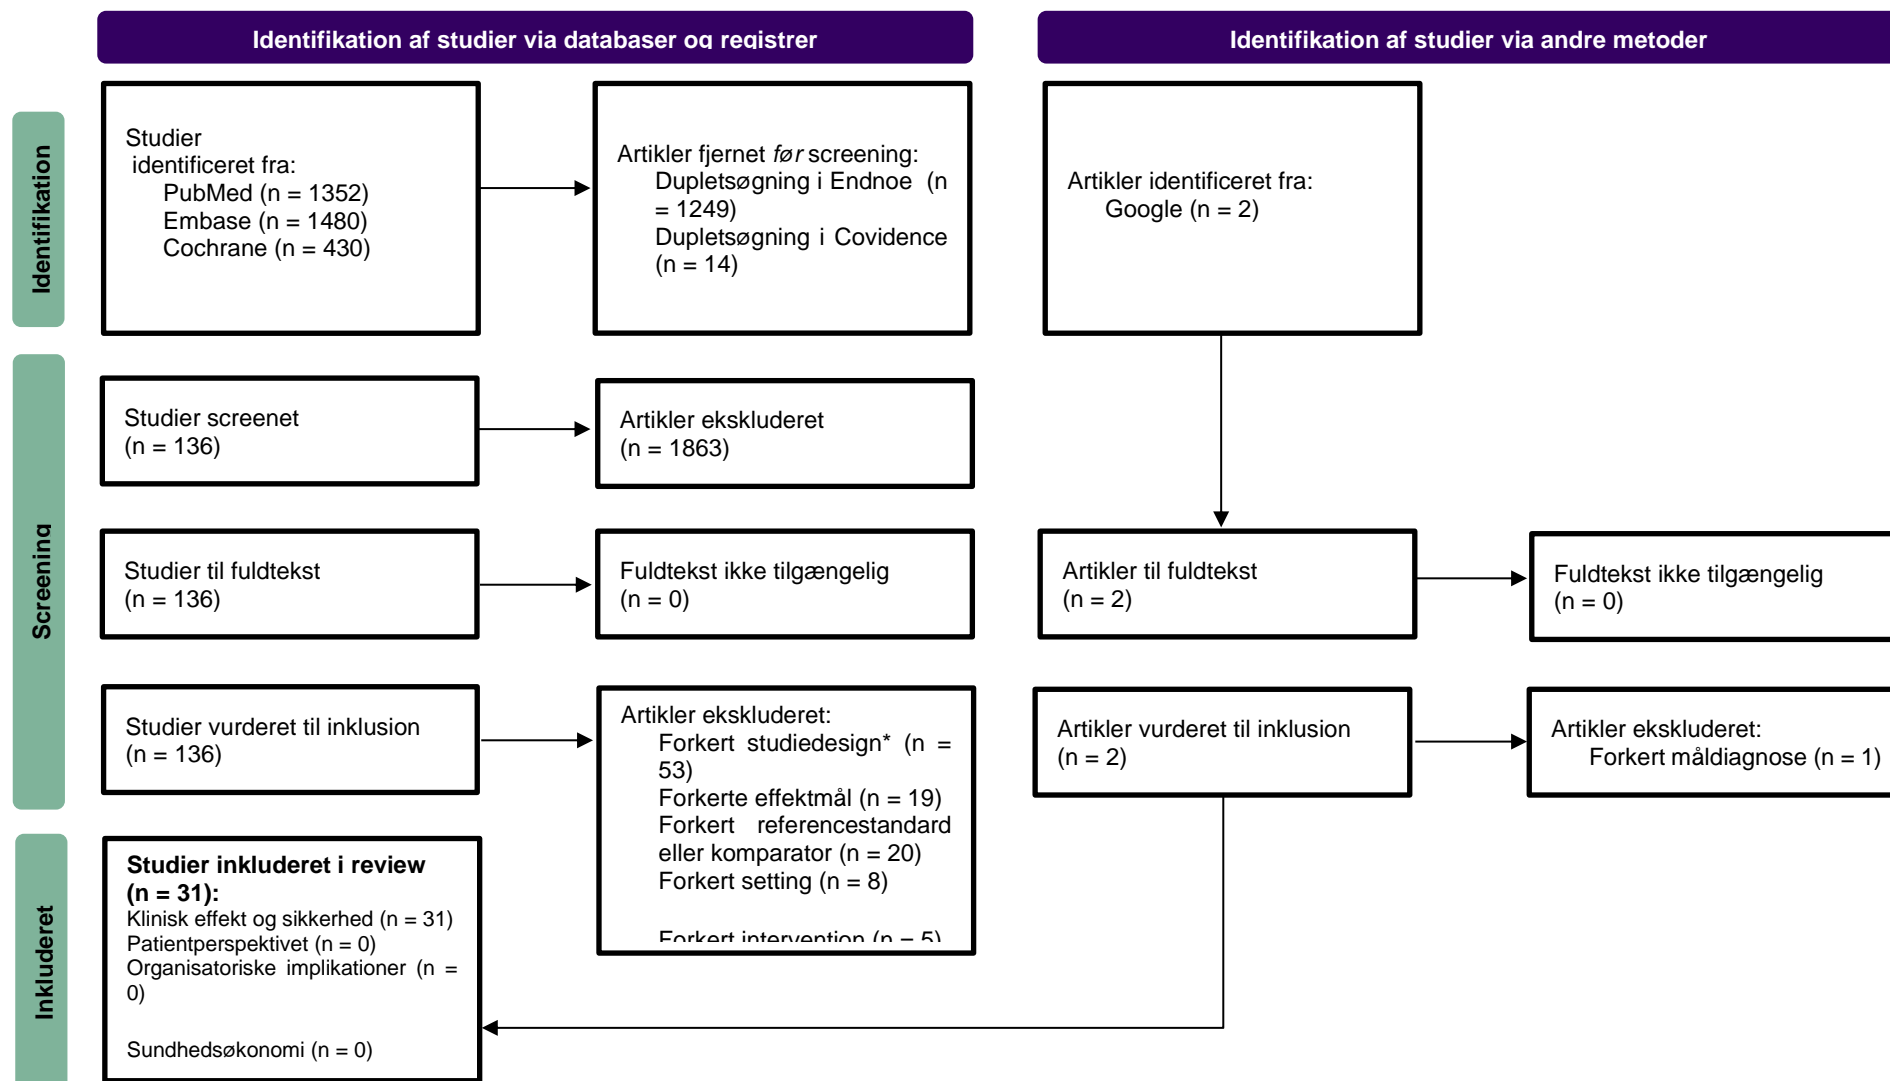 Identifikation af studier via databaser og registrer
Identifikation af studier via andre metoder
Identifikation
Studier
identificeret fra:
PubMed (n = 1352)
Embase (n = 1480)
Cochrane (n = 430)
Artikler fjernet før screening:
Dupletsøgning i Endnoe (n
= 1249)
Dupletsøgning i Covidence
(n = 14)
Artikler identificeret fra:
Google (n = 2)
Screening
Studier screenet
(n = 136)
Artikler ekskluderet
(n = 1863)
Studier til fuldtekst
(n = 136)
Fuldtekst ikke tilgængelig
(n = 0)
Artikler til fuldtekst
(n = 2)
Fuldtekst ikke tilgængelig
(n = 0)
Studier vurderet til inklusion
(n = 136)
Artikler ekskluderet:
Forkert studiedesign* (n =
53)
Forkerte effektmål (n = 19)
Forkert referencestandard
eller komparator (n = 20)
Forkert setting (n = 8)
Forkert intervention (n = 5)
Artikler vurderet til inklusion
(n = 2)
Artikler ekskluderet:
Forkert måldiagnose (n = 1)
Inkluderet
Studier inkluderet i review
(n = 31):
Klinisk effekt og sikkerhed (n = 31)
Patientperspektivet (n = 0)
Organisatoriske implikationer (n =
0)
Sundhedsøkonomi (n = 0)